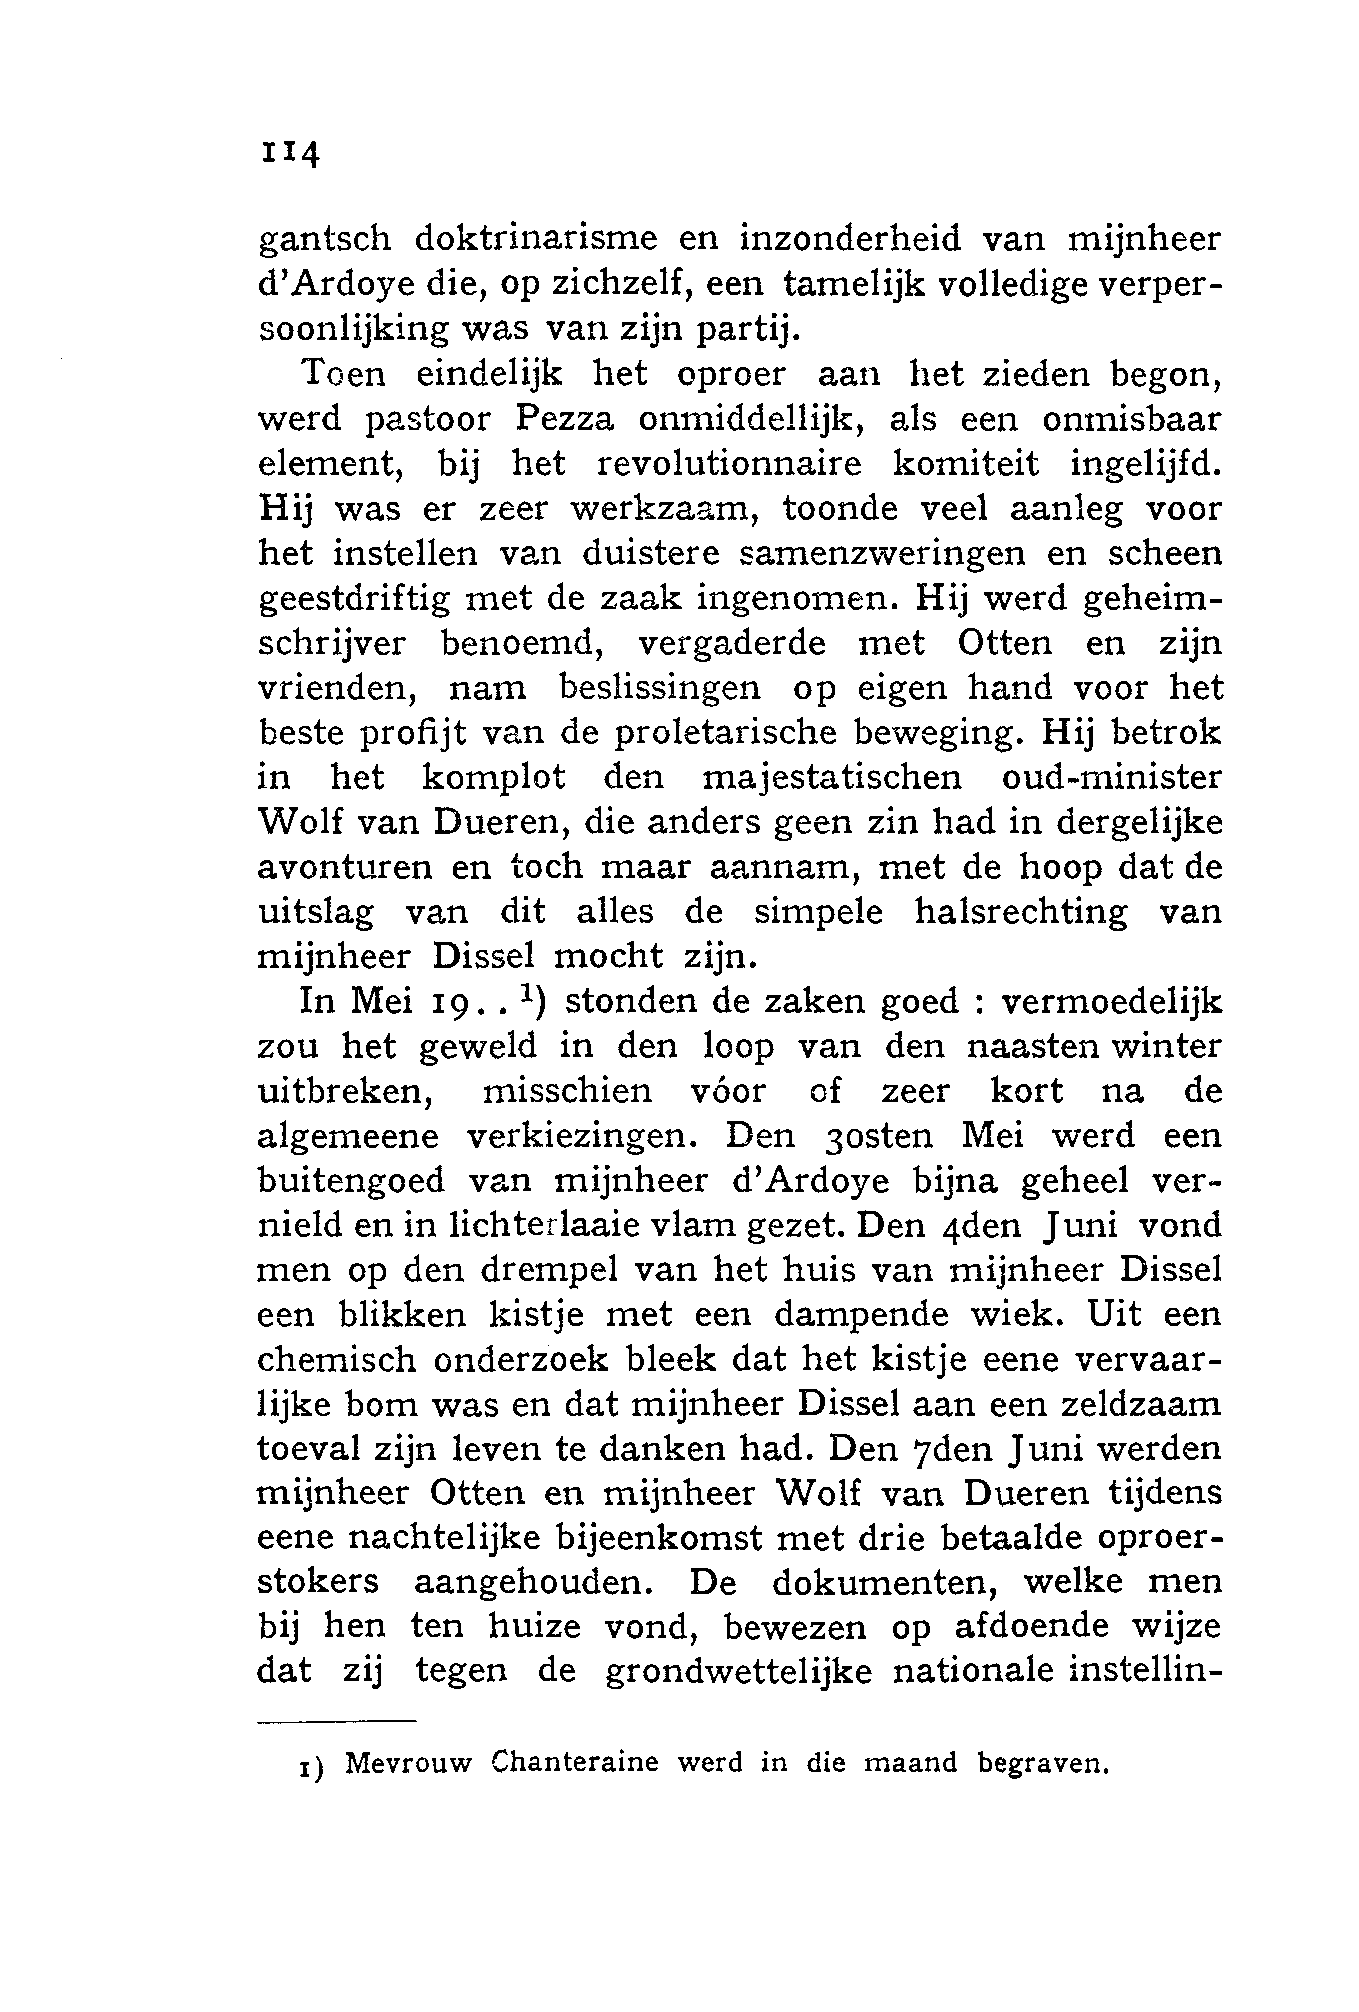 114
gantsch doktrinarisme en inzonderheid van mijnheer
d'Ardoye die, op zichzelf, een tamelijk volledige verper-
soonlijking was van zijn partij.
Toen eindelijk het oproer aan het zieden begon,
werd pastoor Pezza onmiddellijk, als een onmisbaar
element, bij het revolutionnaire komiteit ingelijfd.
Hij was er zeer werkzaam, toonde veel aanleg voor
het instellen van duistere samenzweringen en scheen
geestdriftig met de zaak ingenomen. Hij werd geheim-
schrijver benoemd, vergaderde met Otten en zijn
vrienden, nam beslissingen op eigen hand voor het
beste profijt van de proletarische beweging. Hij betrok
in het komplot den majestatischen oud-minister
Wolf van Dueren, die anders geen zin had in dergelijke
avonturen en toch maar aannam, met de hoop dat de
uitslag van dit alles de simpele halsrechting van
mijnheer Dissel mocht zijn.
In Mei 19. . ¹) stonden de zaken goed : vermoedelijk
zou het geweld in den loop van den naasten winter
uitbreken, misschien vóor of zeer kort na de
algemeene verkiezingen. Den 30sten Mei werd een
buitengoed van mijnheer d'Ardoye bijna geheel ver-
nield en in lichterlaaie vlam gezet. Den 4den Juni vond
men op den drempel van het huis van mijnheer Dissel
een blikken kistje met een dampende wiek. Uit een
chemisch onderzoek bleek dat het kistje eene vervaar-
lijke bom was en dat mijnheer Dissel aan een zeldzaam
toeval zijn leven te danken had. Den 7den Juni werden
mijnheer Otten en mijnheer Wolf van Dueren tijdens
eene nachtelijke bijeenkomst met drie betaalde oproer-
stokers aangehouden. De dokumenten, welke men
bij hen ten huize vond, bewezen op afdoende wijze
dat zij tegen de grondwettelijke nationale instellin-
1) Mevrouw Chanteraine werd in die maand begraven.